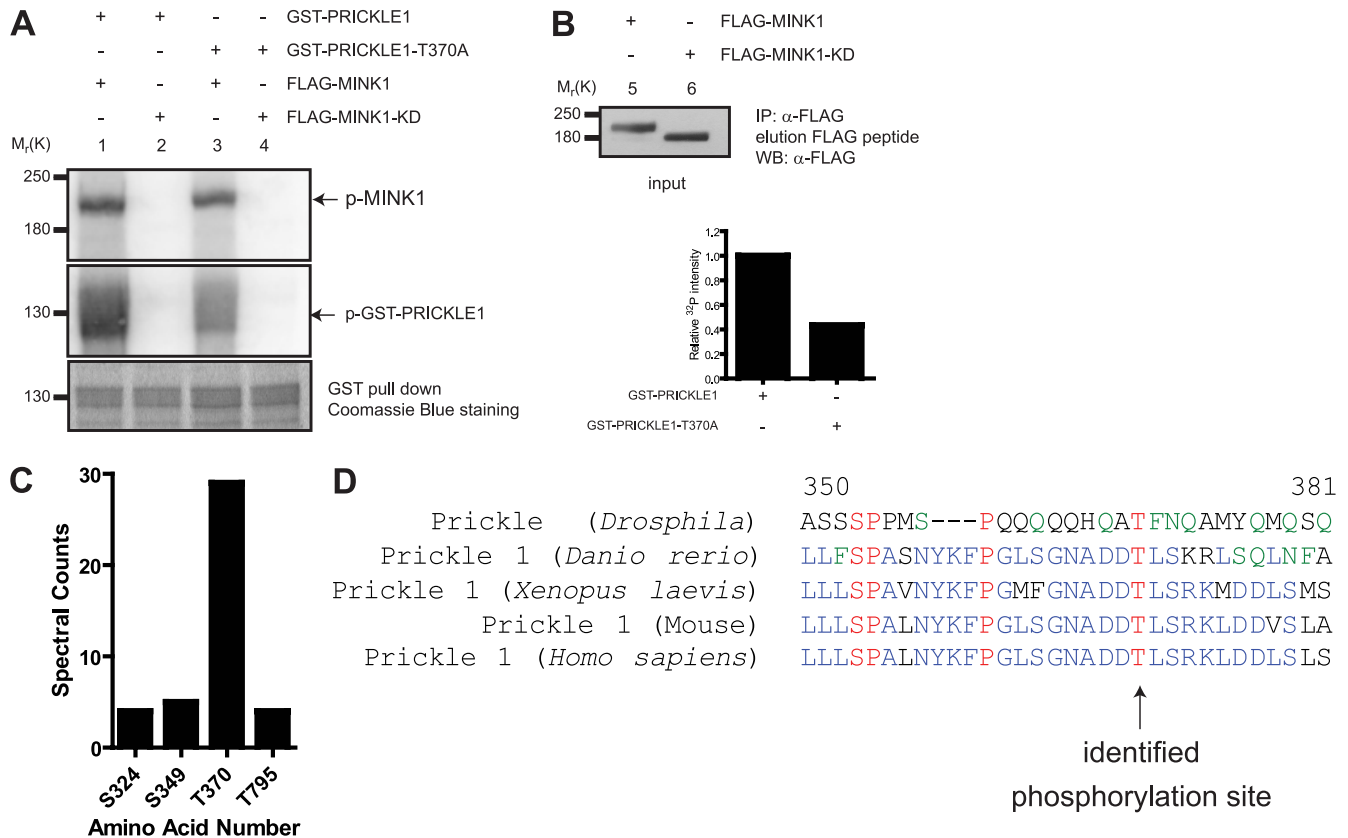 A
+ + - - GST-PRICKLE1
- - + + GST-PRICKLE1-T370A
+ - + - FLAG-MINK1
- + - + FLAG-MINK1-KD
Mr(K) 1 2 3 4
250
180
p-MINK1
130
p-GST-PRICKLE1
130
GST pull down
Coomassie Blue staining
B
+ - FLAG-MINK1
- + FLAG-MINK1-KD
Mr(K) 5 6
250
180
IP: α-FLAG
elution FLAG peptide
WB: α-FLAG
input
Relative 32P intensity
1.2
1.0
0.8
0.6
0.4
0.2
0.0
GST-PRICKLE1 + -
GST-PRICKLE1-T370A - +
C
Spectral Counts
30
20
10
0
S324 S349 T370 T795
Amino Acid Number
D
350 381
Prickle (Drosphila) ASSSPPMS---PQQQQQHQATFNQAMYQMQSQ
Prickle 1 (Danio rerio) LLFSPASNYKFPGLSGNADDTLSKRLSQLNFA
Prickle 1 (Xenopus laevis) LLLSPAVNYKFPGMFGNADDTLSRKMDDLSMS
Prickle 1 (Mouse) LLLSPALNYKFPGLSGNADDTLSRKLDDVSLA
Prickle 1 (Homo sapiens) LLLSPALNYKFPGLSGNADDTLSRKLDDLSLS
identified
phosphorylation site